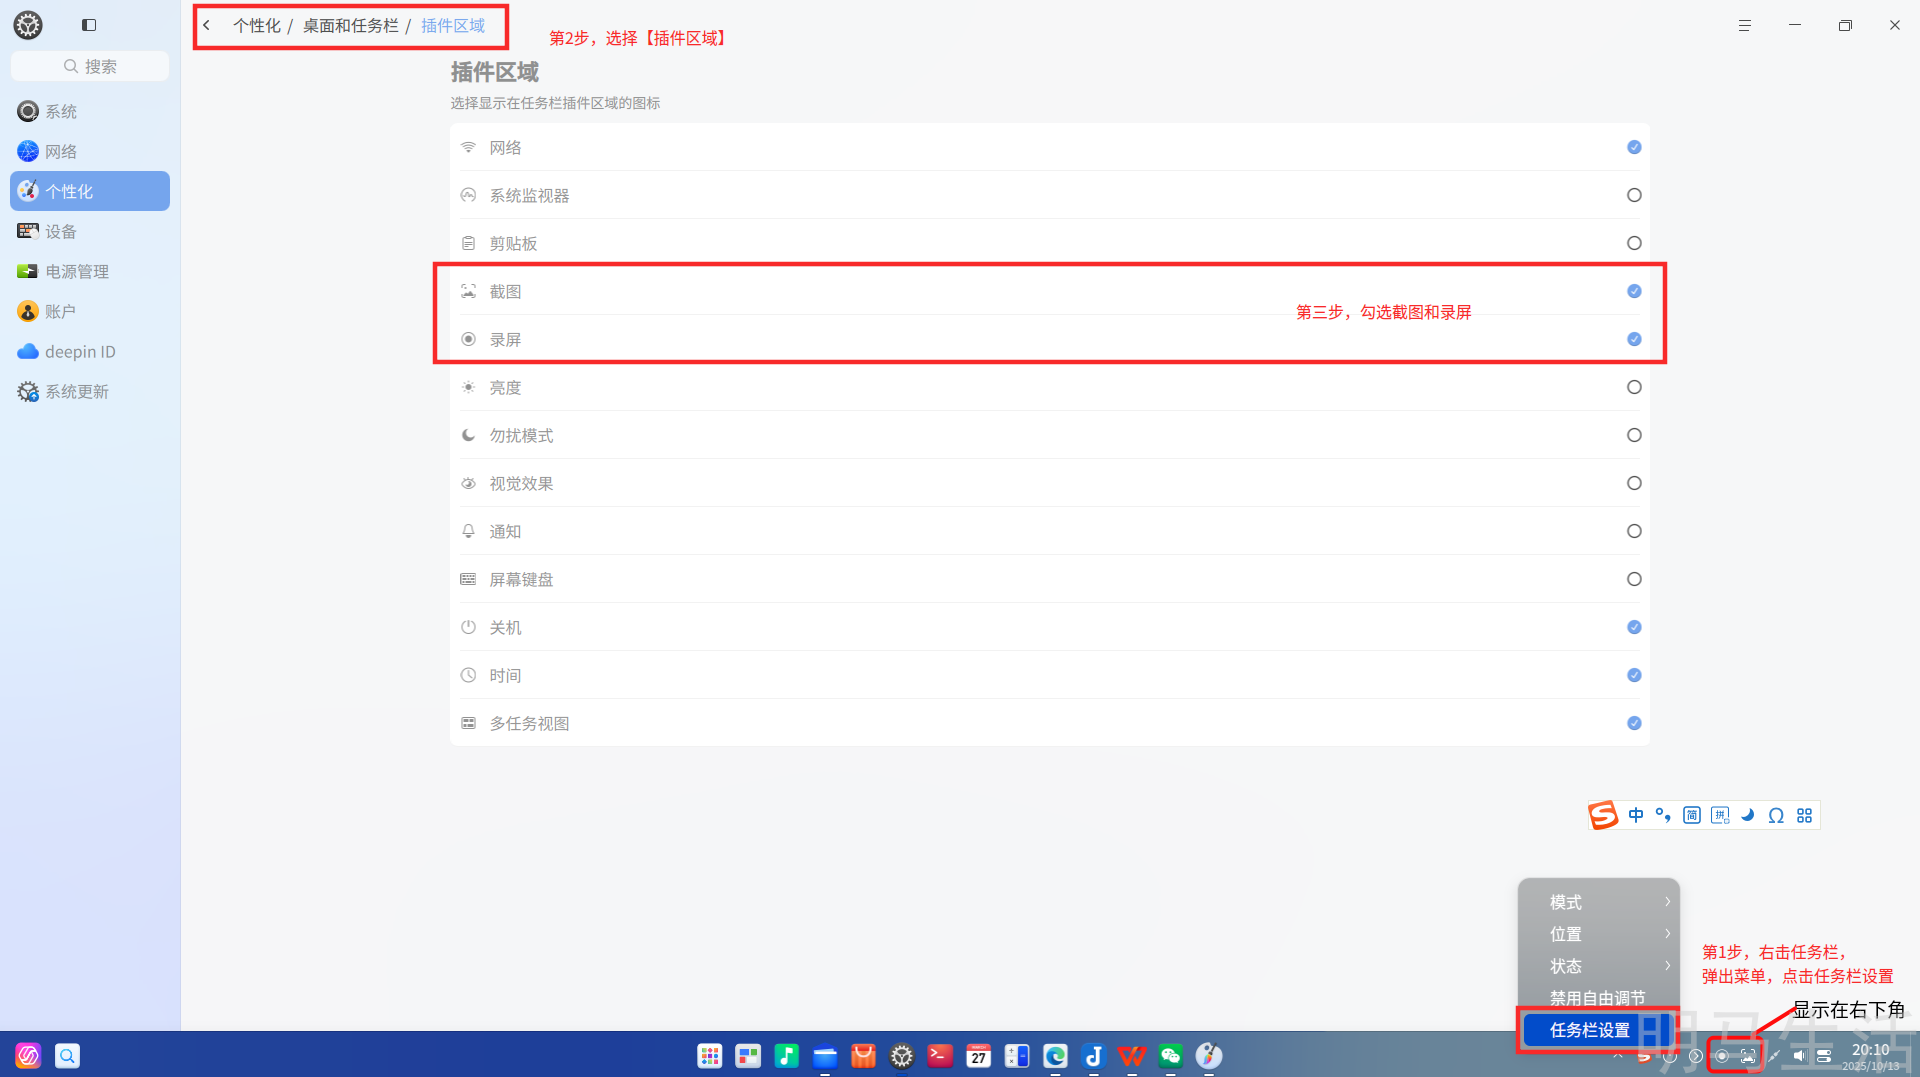 个性化 / 桌面和任务栏 / 插件区域
第2步，选择【插件区域】
搜索
系统
网络
个性化
设备
电源管理
账户
deepin ID
系统更新
插件区域
选择显示在任务栏插件区域的图标
网络
系统监视器
剪贴板
截图
第三步，勾选截图和录屏
录屏
亮度
勿扰模式
视觉效果
通知
屏幕键盘
关机
时间
多任务视图
中
简
拼
模式
位置
状态
禁用自由调节
任务栏设置
第1步，右击任务栏，
弹出菜单，点击任务栏设置
显示在右下角
明马生活
27
20:10
2025/10/13